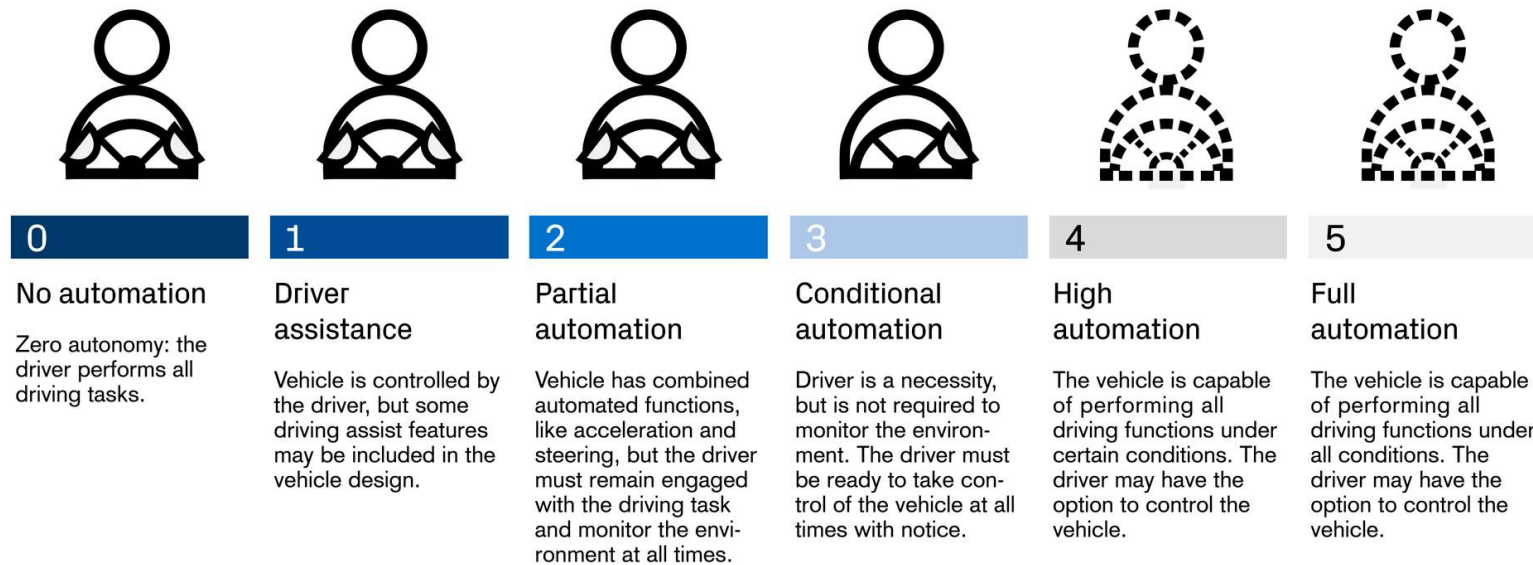 0
No automation
Zero autonomy: the
driver performs all
driving tasks.
1
Driver
assistance
Vehicle is controlled by
the driver, but some
driving assist features
may be included in the
vehicle design.
2
Partial
automation
Vehicle has combined
automated functions,
like acceleration and
steering, but the driver
must remain engaged
with the driving task
and monitor the envi-
ronment at all times.
3
Conditional
automation
Driver is a necessity,
but is not required to
monitor the environ-
ment. The driver must
be ready to take con-
trol of the vehicle at all
times with notice.
4
High
automation
The vehicle is capable
of performing all
driving functions under
certain conditions. The
driver may have the
option to control the
vehicle.
5
Full
automation
The vehicle is capable
of performing all
driving functions under
all conditions. The
driver may have the
option to control the
vehicle.